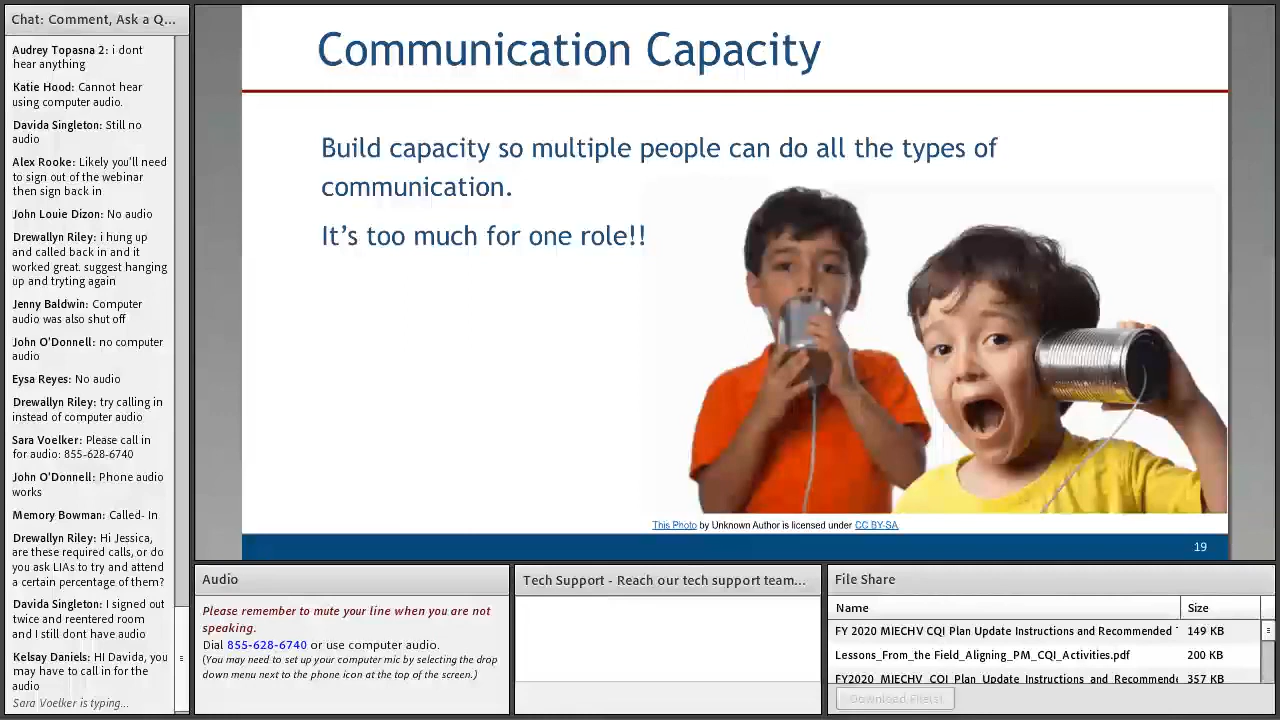 Chat: Comment, Ask a Q...
Audrey Topasna 2: i dont
hear anything
Katie Hood: Cannot hear
using computer audio.
Davida Singleton: Still no
audio
Alex Rooke: Likely you'll need
to sign out of the webinar
then sign back in
John Louie Dizon: No audio
Drewallyn Riley: i hung up
and called back in and it
worked great. suggest hanging
up and tryting again
Jenny Baldwin: Computer
audio was also shut off
John O'Donnell: no computer
audio
Eysa Reyes: No audio
Drewallyn Riley: try calling in
instead of computer audio
Sara Voelker: Please call in
for audio: 855-628-6740
John O'Donnell: Phone audio
works
Memory Bowman: Called- In
Drewallyn Riley: Hi Jessica,
are these required calls, or do
you ask LIAs to try and attend
a certain percentage of them?
Davida Singleton: I signed out
twice and reentered room
and I still dont have audio
Kelsay Daniels: HI Davida, you
may have to call in for the
audio
Sara Voelker is typing...
Communication Capacity
Build capacity so multiple people can do all the types of
communication.
It's too much for one role!!
This Photo by Unknown Author is licensed under CC BY-SA
19
Audio
Please remember to mute your line when you are not
speaking.
Dial 855-628-6740 or use computer audio.
(You may need to set up your computer mic by selecting the drop
down menu next to the phone icon at the top of the screen.)
Tech Support - Reach our tech support team...
File Share
Name Size
FY 2020 MIECHV CQI Plan Update Instructions and Recommended 149 KB
Lessons_From the Field_Aligning_PM_CQI_Activities.pdf 200 KB
FY2020_MIECHV_CQI_Plan_Update_Instructions_and_Recommende 357 KB
Download File(s)